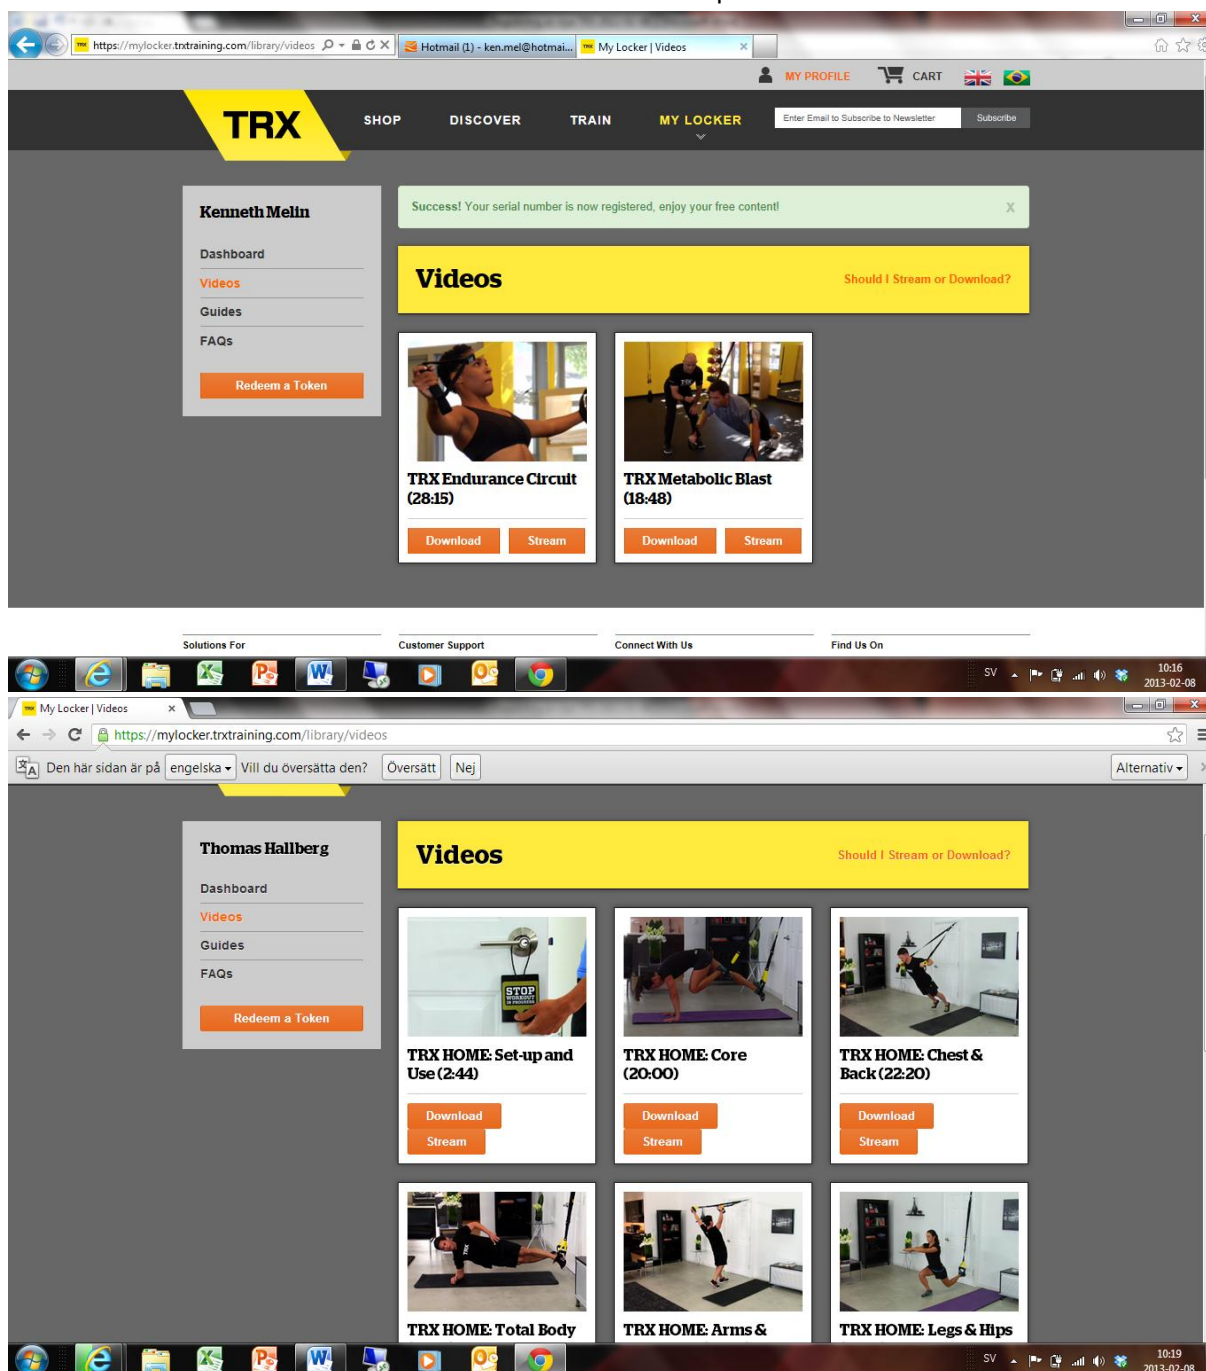 https://mylocker.trxtraining.com/library/videos
Hotmail (1) - ken.mel@hotmai...
My Locker | Videos
MY PROFILE
CART
TRX
SHOP
DISCOVER
TRAIN
MY LOCKER
Enter Email to Subscribe to Newsletter
Subscribe
Kenneth Melin
Dashboard
Videos
Guides
FAQs
Redeem a Token
Success! Your serial number is now registered, enjoy your free content!
X
Videos
Should I Stream or Download?
TRX Endurance Circuit
(28:15)
Download
Stream
TRX Metabolic Blast
(18:48)
Download
Stream
Solutions For
Customer Support
Connect With Us
Find Us On
SV
10:16
2013-02-08
My Locker | Videos
https://mylocker.trxtraining.com/library/videos
Den här sidan är på engelska Vill du översätta den? Översätt Nej
Alternativ
Thomas Hallberg
Dashboard
Videos
Guides
FAQs
Redeem a Token
Videos
Should I Stream or Download?
STOP
WORKOUT
IN PROGRESS
TRX HOME: Set-up and
Use (2:44)
Download
Stream
TRX HOME: Core
(20:00)
Download
Stream
TRX HOME: Chest &
Back (22:20)
Download
Stream
TRX HOME: Total Body
TRX HOME: Arms &
TRX HOME: Legs & Hips
SV
10:19
2013-02-08